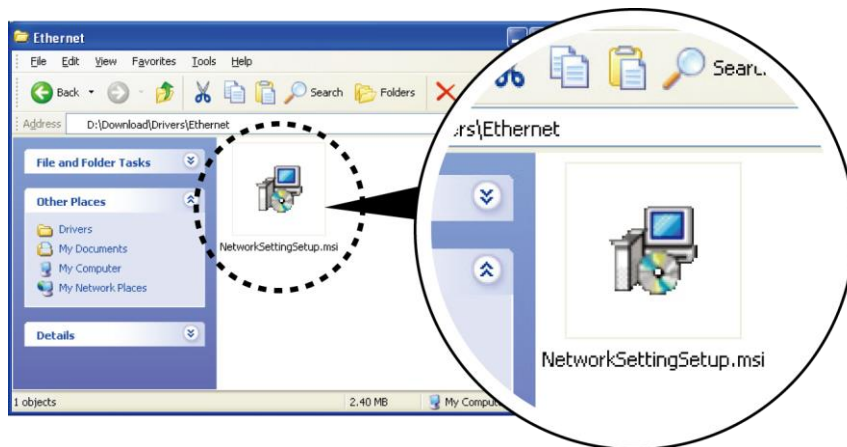 Ethernet
File Edit View Favorites Tools Help
Back Search Folders
Address D:\Download\Drivers\Ethernet
File and Folder Tasks
Other Places
Drivers
My Documents
My Computer
My Network Places
Details
NetworkSettingSetup.msi
1 objects 2.40 MB My Comput
Searc
ers\Ethernet
NetworkSettingSetup.msi